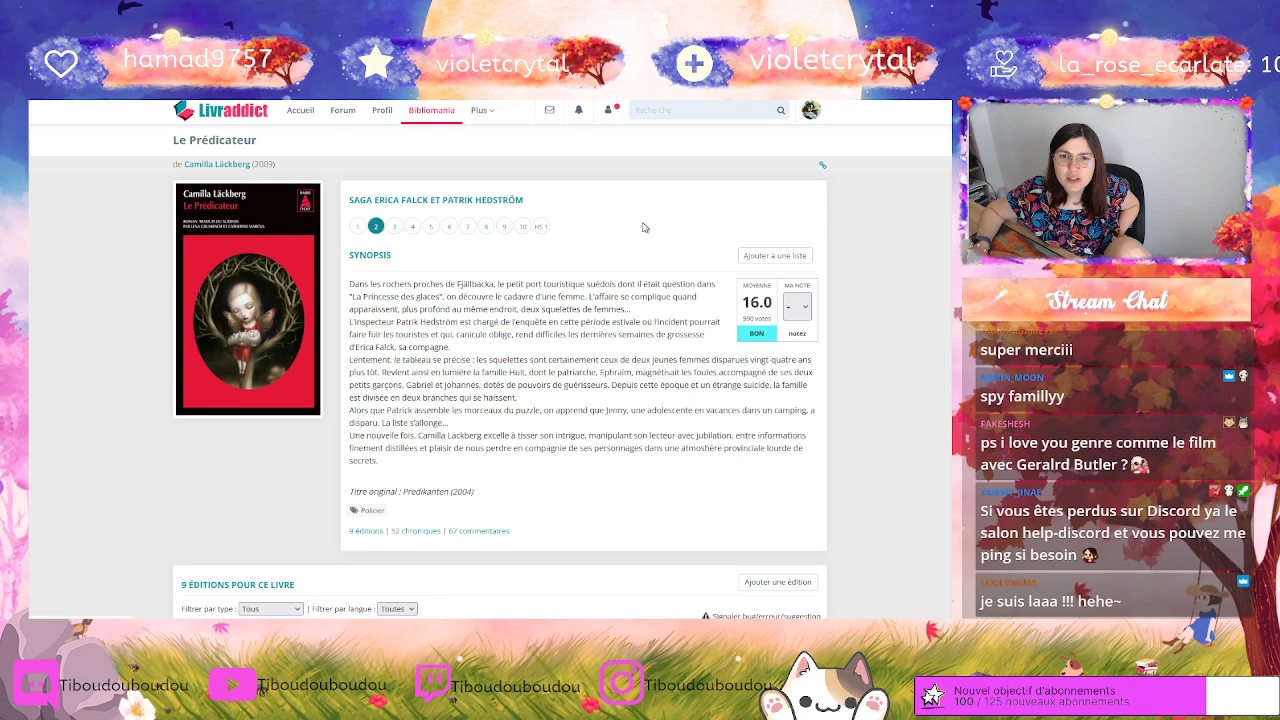 hamad9757
violetcrytal
violetcrytal
la_rose_ecarlate: 10
Livraddict
Accueil
Forum
Profil
Bibliomania
Plus
Recherche
Le Prédicateur
de Camilla Läckberg (2009)
Camilla Läckberg
Le Prédicateur
ROMAN TRADUIT DU SUÉDOIS
PAR LENA GRUMBACH ET CATHERINE MARCUS
SAGA ERICA FALCK ET PATRIK HEDSTRÖM
1 2 3 4 5 6 7 8 9 10 HS 1
SYNOPSIS
Ajouter à une liste
Dans les rochers proches de Fjällbacka, le petit port touristique suédois dont il était question dans
"La Princesse des glaces", on découvre le cadavre d'une femme. L'affaire se complique quand
apparaissent, plus profond au même endroit, deux squelettes de femmes...
L'inspecteur Patrik Hedström est chargé de l'enquête en cette période estivale où l'incident pourrait
faire fuir les touristes et qui, canicule oblige, rend difficiles les dernières semaines de grossesse
d'Erica Falck, sa compagne.
Lentement, le tableau se précise : les squelettes sont certainement ceux de deux jeunes femmes disparues vingt-quatre ans
plus tôt. Revient ainsi en lumière la famille Hult, dont le patriarche, Ephraim, magnétisait les foules accompagné de ses deux
petits garçons, Gabriel et Johannes, dotés de pouvoirs de guérisseurs. Depuis cette époque et un étrange suicide, la famille
est divisée en deux branches qui se haïssent.
Alors que Patrick assemble les morceaux du puzzle, on apprend que Jenny, une adolescente en vacances dans un camping, a
disparu. La liste s'allonge...
Une nouvelle fois, Camilla Läckberg excelle à tisser son intrigue, manipulant son lecteur avec jubilation, entre informations
finement distillées et plaisir de nous perdre en compagnie de ses personnages dans une atmoshère provinciale lourde de
secrets.
MOYENNE
16.0
590 votes
BON
MA NOTE
-
notez
Titre original : Predikanten (2004)
Policier
9 éditions | 52 chroniques | 67 commentaires
9 ÉDITIONS POUR CE LIVRE
Ajouter une édition
Filtrer par type : Tous | Filtrer par langue : Toutes
Signaler bug/erreur/suggestion
Stream Chat
super merciii
spy famillyy
FAKESHESH
ps i love you genre comme le film
avec Geralrd Butler ?
Si vous êtes perdus sur Discord ya le
salon help-discord et vous pouvez me
ping si besoin
je suis laaa !!! hehe~
Tiboudouboudou
Tiboudouboudou
Tiboudouboudou
Tiboudouboudou
Nouvel objectif d'abonnements
100 / 125 nouveaux abonnements